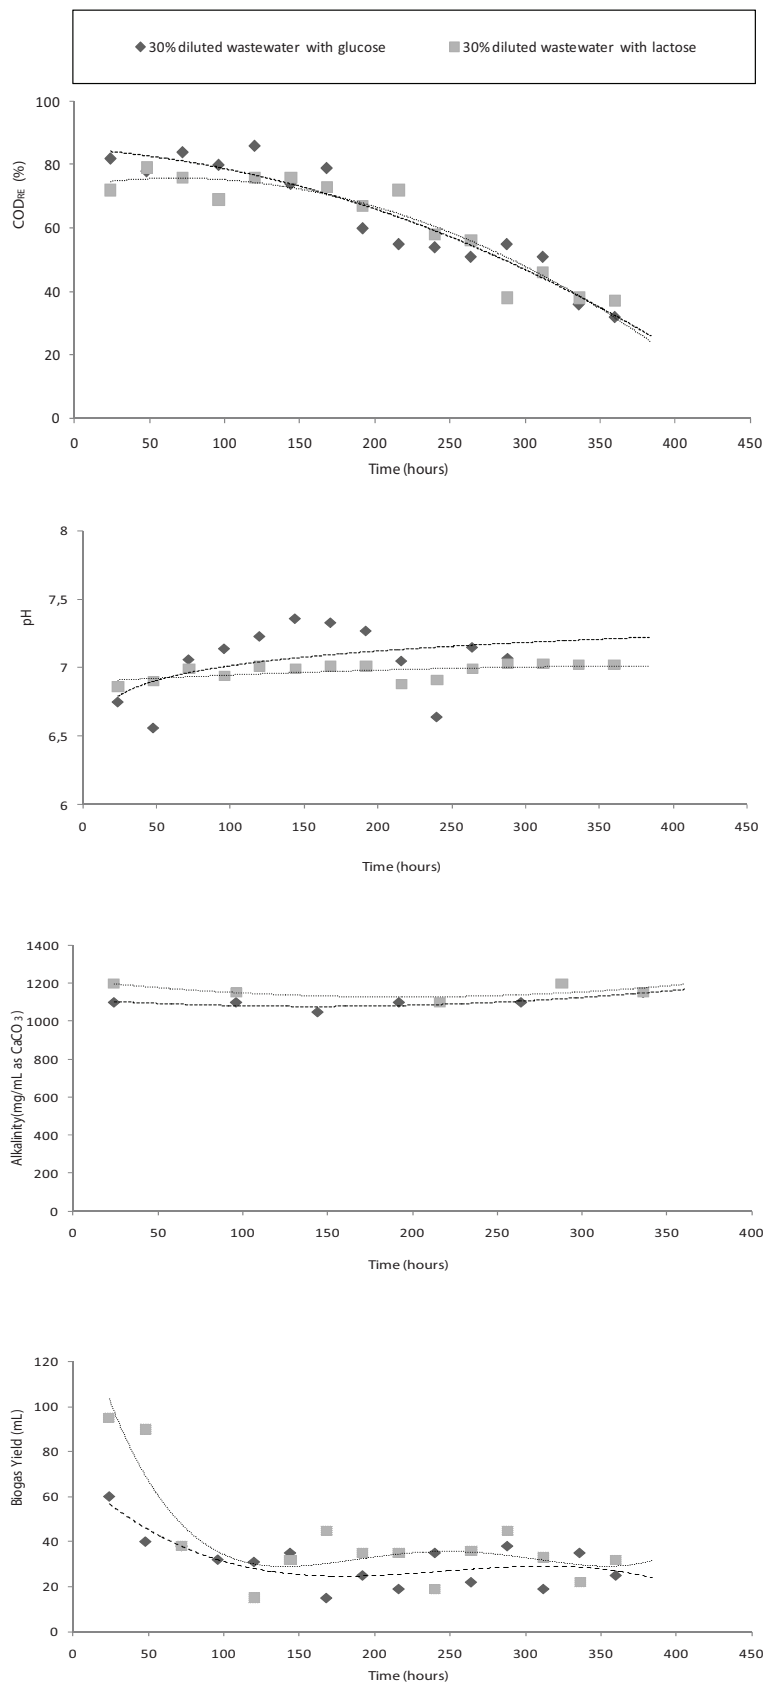 30% diluted wastewater with glucose 30% diluted wastewater with lactose
100
80
60
40
20
0
COD RE (%)
0 50 100 150 200 250 300 350 400 450
Time (hours)
8
7,5
7
6,5
6
pH
0 50 100 150 200 250 300 350 400 450
Time (hours)
1400
1200
1000
800
600
400
200
0
Alkalinity(mg/mL as CaCO 3)
0 50 100 150 200 250 300 350 400
Time (hours)
120
100
80
60
40
20
0
Biogas Yield (mL)
0 50 100 150 200 250 300 350 400 450
Time (hours)